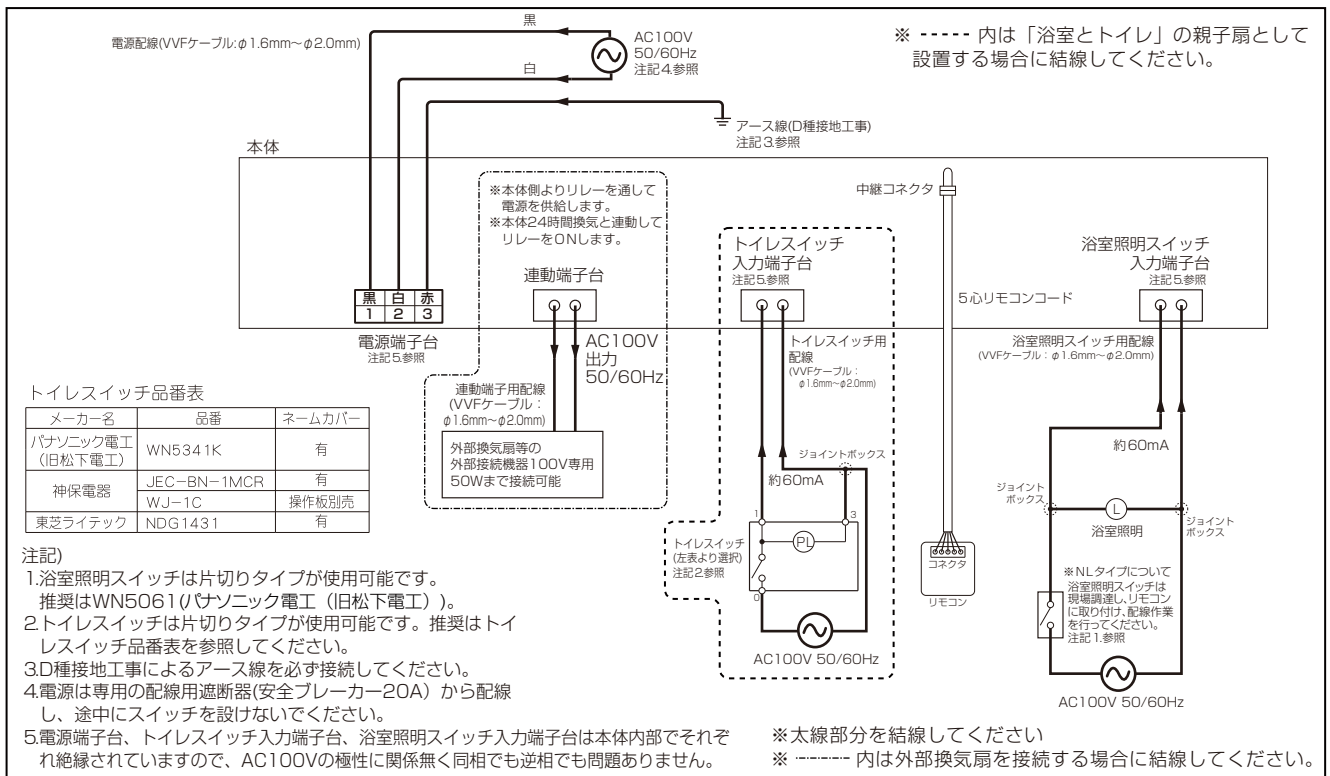 電源配線(VVFケーブル:φ1.6mm～φ2.0mm)
黒
白
AC100V
50/60Hz
注記4.参照
※ ----- 内は「浴室とトイレ」の親子扇として
設置する場合に結線してください。
アース線(D種接地工事)
注記3.参照
本体
※本体側よりリレーを通して
電源を供給します。
※本体24時間換気と連動して
リレーをONします。
連動端子台
黒 白 赤
1 2 3
電源端子台
注記5.参照
AC100V
出力
50/60Hz
連動端子用配線
(VVFケーブル：
φ1.6mm～φ2.0mm)
外部換気扇等の
外部接続機器100V専用
50Wまで接続可能
トイレスイッチ
入力端子台
注記5.参照
トイレスイッチ用
配線
(VVFケーブル：
φ1.6mm～φ2.0mm)
ジョイントボックス
約60mA
1
3
PL
0
トイレスイッチ
(左表より選択)
注記2参照
AC100V 50/60Hz
中継コネクタ
5心リモコンコード
コネクタ
リモコン
浴室照明スイッチ
入力端子台
注記5.参照
浴室照明スイッチ用配線
(VVFケーブル：φ1.6mm～φ2.0mm)
約60mA
ジョイント
ボックス
L
浴室照明
ジョイント
ボックス
※NLタイプについて
浴室照明スイッチは
現場調達し、リモコン
に取り付け、配線作業
を行ってください。
注記1.参照
AC100V 50/60Hz
トイレスイッチ品番表
メーカー名 品番 ネームカバー
パナソニック電工
（旧松下電工） WN5341K 有
神保電器 JEC-BN-1MCR 有
WJ-1C 操作板別売
東芝ライテック NDG1431 有
注記)
1.浴室照明スイッチは片切りタイプが使用可能です。
推奨はWN5061(パナソニック電工（旧松下電工）)。
2.トイレスイッチは片切りタイプが使用可能です。推奨はトイ
レスイッチ品番表を参照してください。
3.D種接地工事によるアース線を必ず接続してください。
4.電源は専用の配線用遮断器(安全ブレーカー20A）から配線
し、途中にスイッチを設けないでください。
5.電源端子台、トイレスイッチ入力端子台、浴室照明スイッチ入力端子台は本体内部でそれぞ
れ絶縁されていますので、AC100Vの極性に関係無く同相でも逆相でも問題ありません。
※太線部分を結線してください
※ -·-·-·- 内は外部換気扇を接続する場合に結線してください。